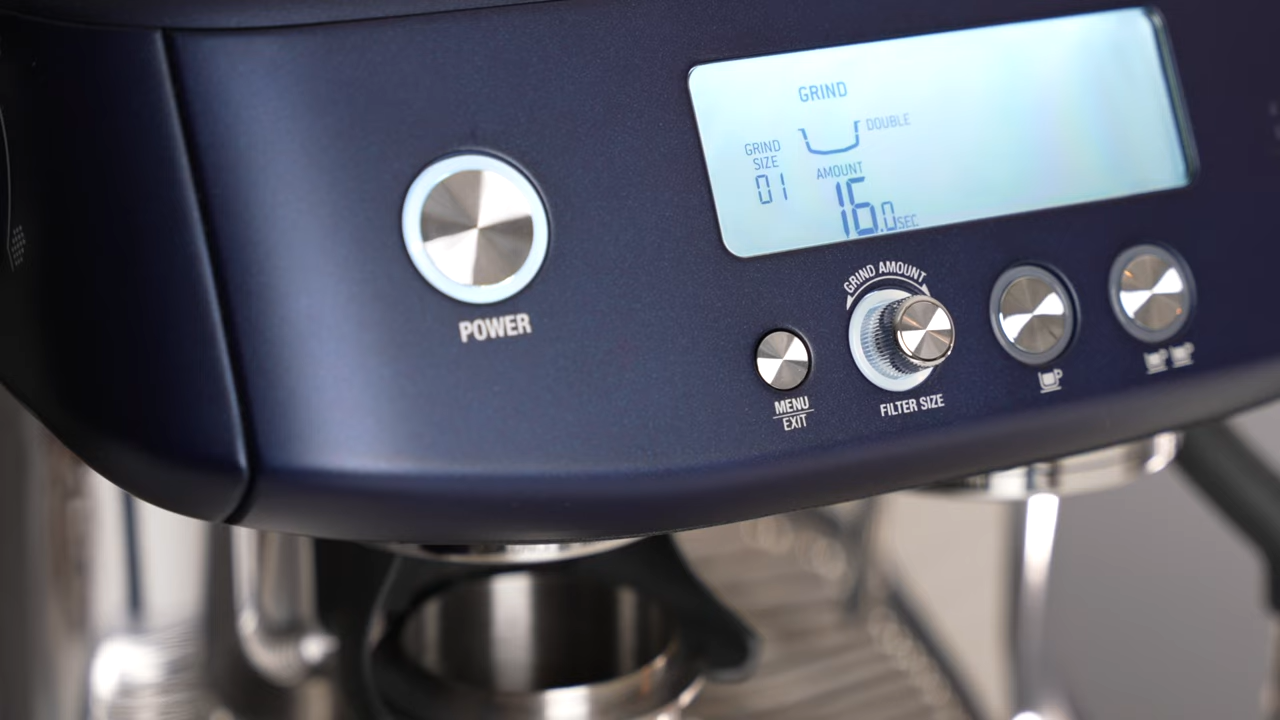 GRIND
DOUBLE
GRIND
SIZE
01
AMOUNT
16.0SEC
POWER
GRIND AMOUNT
MENU
EXIT
FILTER SIZE